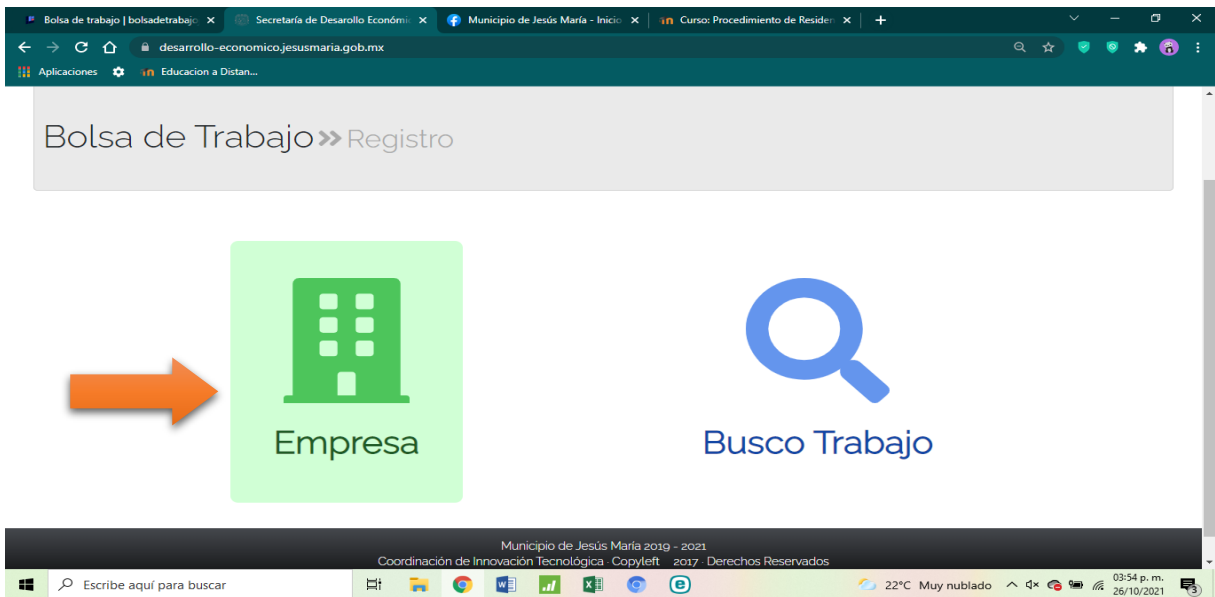 Bolsa de trabajo | bolsadetrabajo
Secretaría de Desarollo Económic
Municipio de Jesús María - Inicio
Curso: Procedimiento de Residen
desarrollo-economico.jesusmaria.gob.mx
Aplicaciones
Educacion a Distan...
Bolsa de Trabajo » Registro
Empresa
Busco Trabajo
Municipio de Jesús María 2019 - 2021
Coordinación de Innovación Tecnológica · Copyleft 2017 · Derechos Reservados
Escribe aquí para buscar
22°C Muy nublado
03:54 p. m.
26/10/2021
3